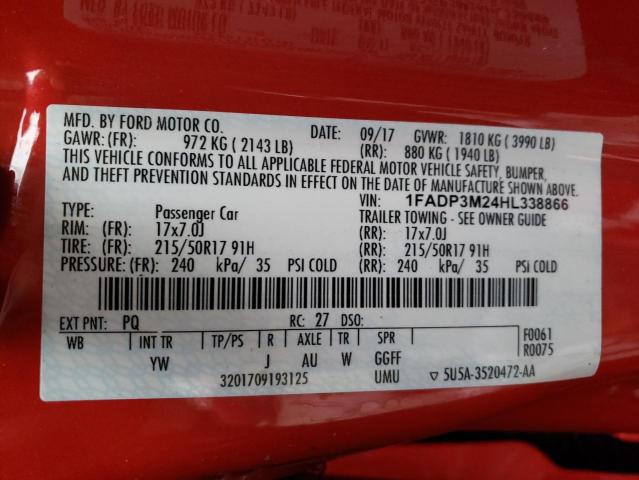 MFD. BY FORD MOTOR CO. DATE: 09/17 GVWR: 1810 KG ( 3990 LB)
GAWR: (FR): 972 KG ( 2143 LB) (RR): 880 KG ( 1940 LB)
THIS VEHICLE CONFORMS TO ALL APPLICABLE FEDERAL MOTOR VEHICLE SAFETY, BUMPER,
AND THEFT PREVENTION STANDARDS IN EFFECT ON THE DATE OF MANUFACTURE SHOWN ABOVE.
VIN: 1FADP3M24HL338866
TYPE: Passenger Car TRAILER TOWING - SEE OWNER GUIDE
RIM: (FR): 17x7.0J (RR): 17x7.0J
TIRE: (FR): 215/50R17 91H (RR): 215/50R17 91H
PRESSURE: (FR): 240 kPa/ 35 PSI COLD (RR): 240 kPa/ 35 PSI COLD
EXT PNT: PQ RC: 27 DSO:
WB INT TR TP/PS R AXLE TR SPR F0061
YW J AU W GGFF R0075
3201709193125 UMU ▽ 5U5A-3520472-AA